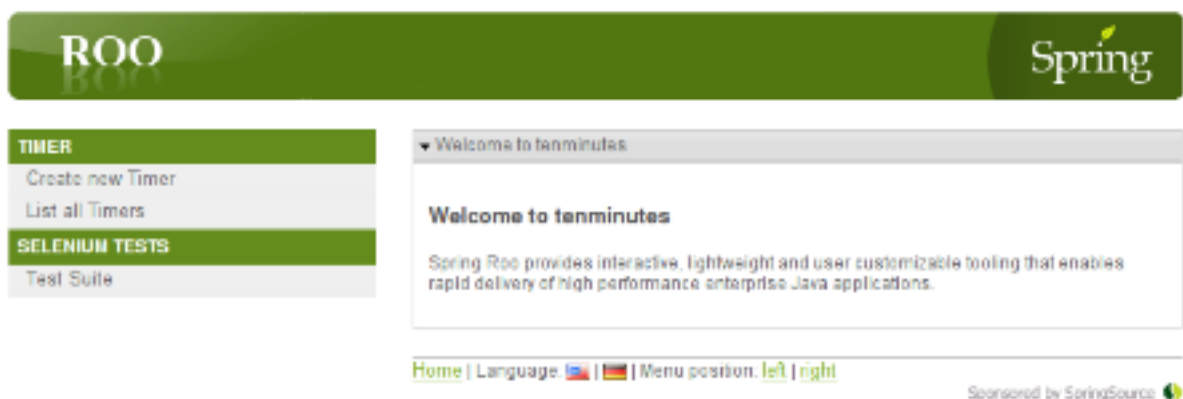 ROO
Spring
TIMER
Create new Timer
List all Timers
SELENIUM TESTS
Test Suite
Welcome to tenminutes
Welcome to tenminutes
Spring Roo provides interactive, lightweight and user customizable tooling that enables
rapid delivery of high performance enterprise Java applications.
Home | Language: | | Menu position: left | right
Sponsored by SpringSource